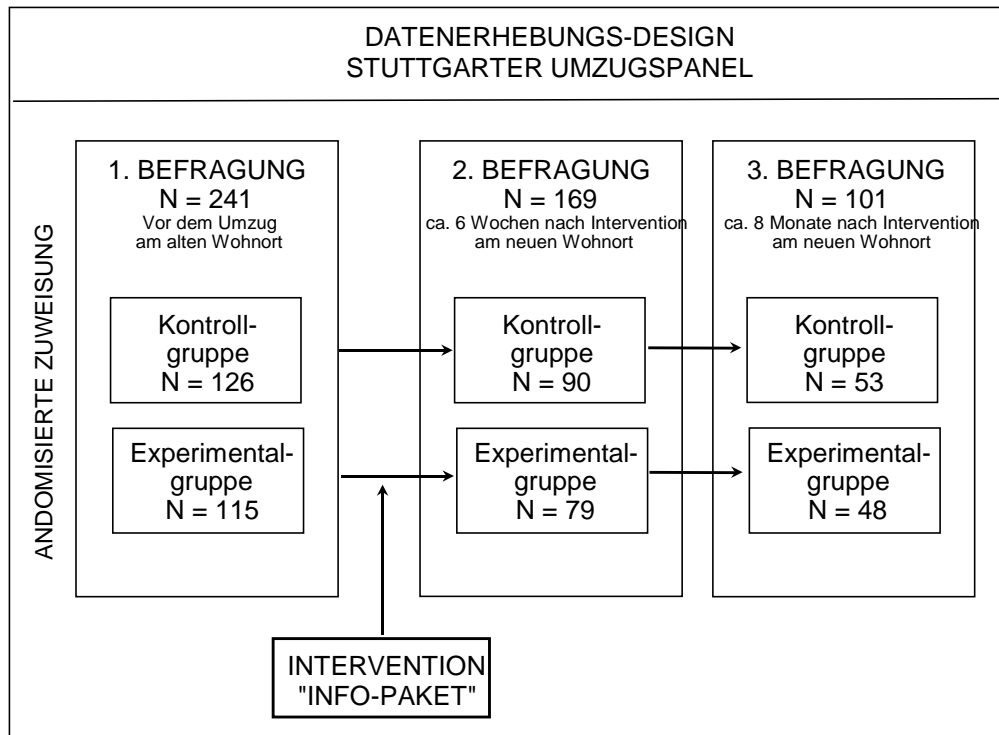 DATENERHEBUNGS-DESIGN
STUTTGARTER UMZUGSPANEL
ANDOMISIERTE ZUWEISUNG
1. BEFRAGUNG
N = 241
Vor dem Umzug
am alten Wohnort
Kontroll-
gruppe
N = 126
Experimental-
gruppe
N = 115
2. BEFRAGUNG
N = 169
ca. 6 Wochen nach Intervention
am neuen Wohnort
Kontroll-
gruppe
N = 90
Experimental-
gruppe
N = 79
3. BEFRAGUNG
N = 101
ca. 8 Monate nach Intervention
am neuen Wohnort
Kontroll-
gruppe
N = 53
Experimental-
gruppe
N = 48
INTERVENTION
"INFO-PAKET"